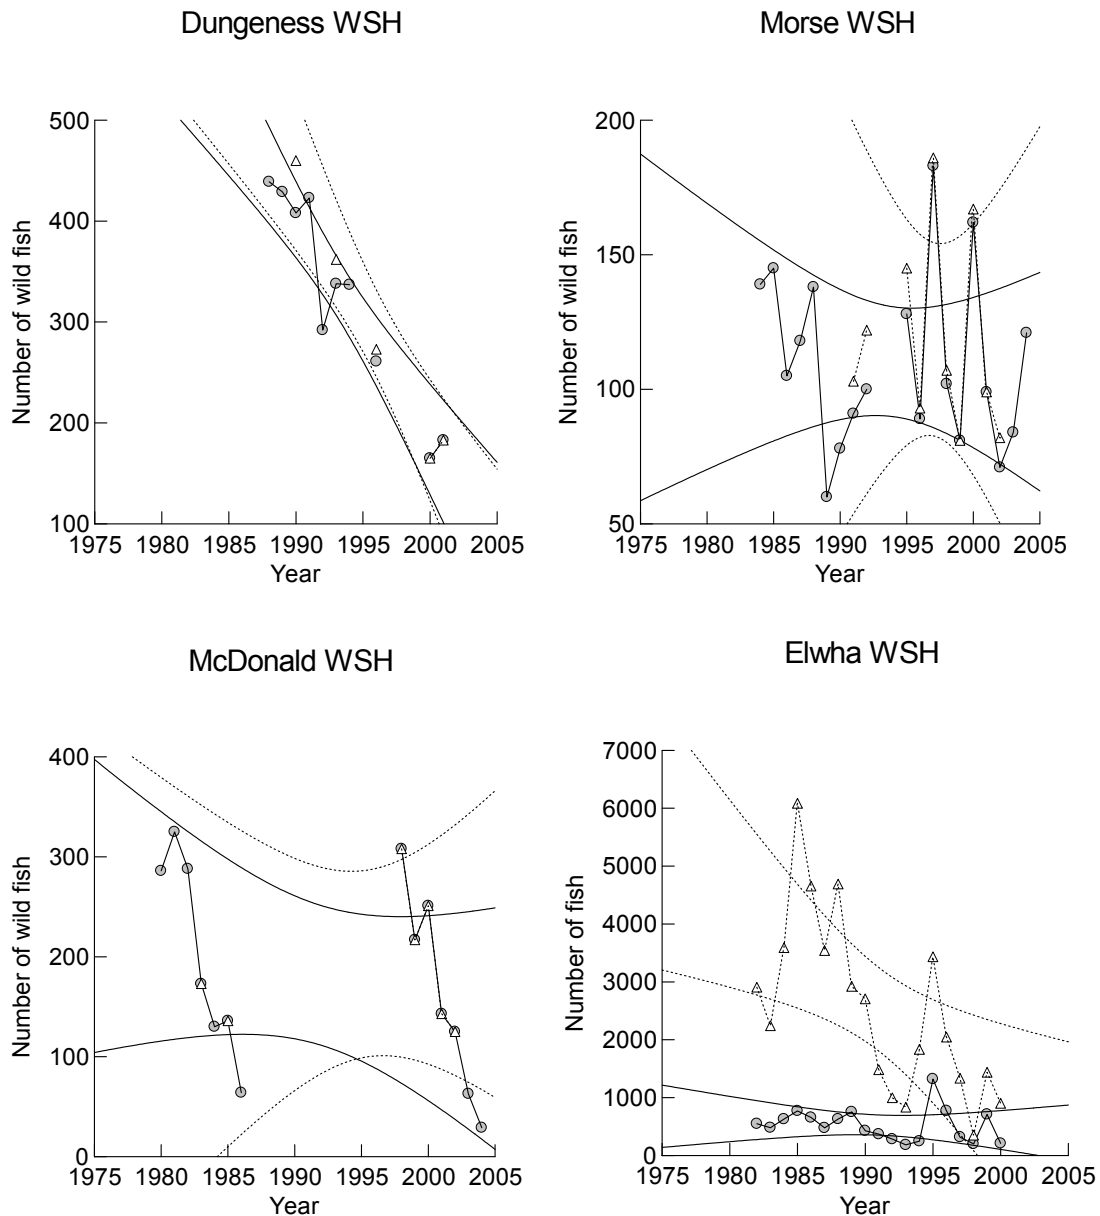 Dungeness WSH
Morse WSH
Number of wild fish
500
400
300
200
100
1975 1980 1985 1990 1995 2000 2005
Year
Number of wild fish
200
150
100
50
1975 1980 1985 1990 1995 2000 2005
Year
McDonald WSH
Elwha WSH
Number of wild fish
400
300
200
100
0
1975 1980 1985 1990 1995 2000 2005
Year
Number of fish
7000
6000
5000
4000
3000
2000
1000
0
1975 1980 1985 1990 1995 2000 2005
Year